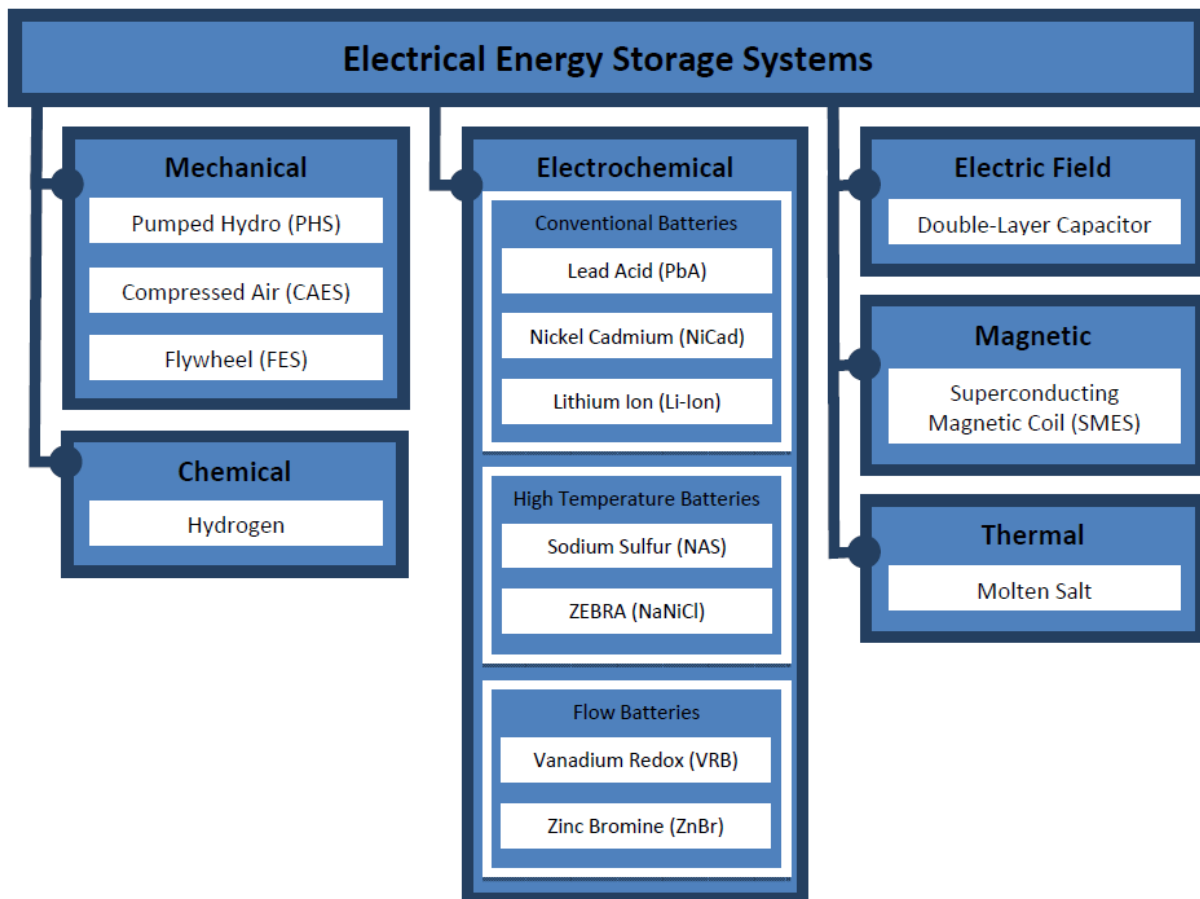 Electrical Energy Storage Systems
Mechanical
Pumped Hydro (PHS)
Compressed Air (CAES)
Flywheel (FES)
Chemical
Hydrogen
Electrochemical
Conventional Batteries
Lead Acid (PbA)
Nickel Cadmium (NiCad)
Lithium Ion (Li-Ion)
High Temperature Batteries
Sodium Sulfur (NAS)
ZEBRA (NaNiCl)
Flow Batteries
Vanadium Redox (VRB)
Zinc Bromine (ZnBr)
Electric Field
Double-Layer Capacitor
Magnetic
Superconducting
Magnetic Coil (SMES)
Thermal
Molten Salt